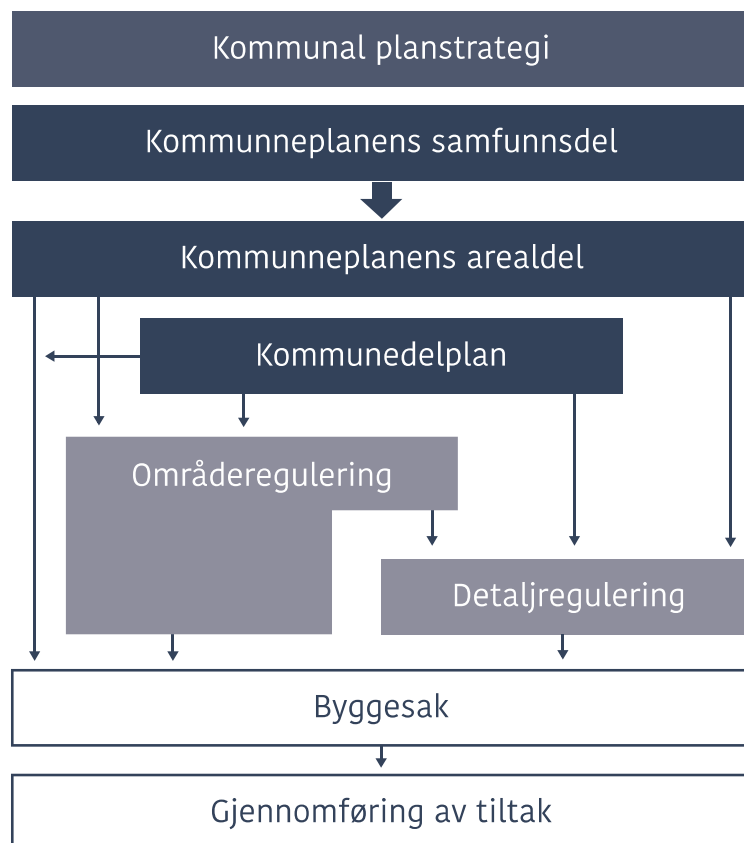 Kommunal planstrategi
Kommunneplanens samfunnsdel
Kommunneplanens arealdel
Kommunedelplan
Områderegulering
Detaljregulering
Byggesak
Gjennomføring av tiltak